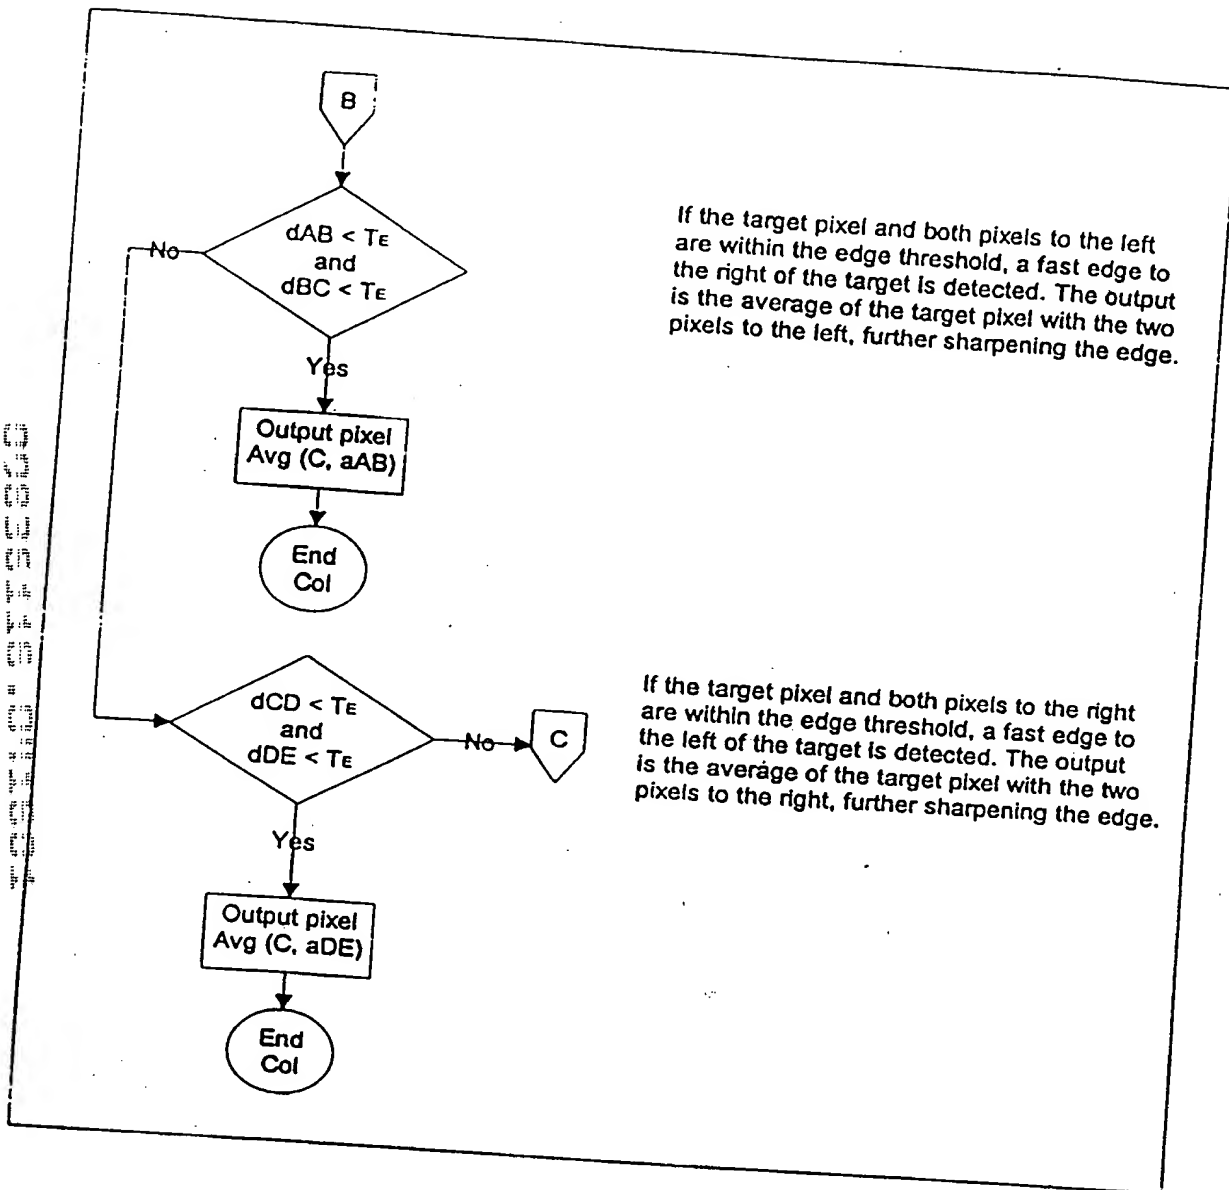 B
dAB < TE
and
dBC < TE
No
Yes
Output pixel
Avg (C, aAB)
End
Col
If the target pixel and both pixels to the left
are within the edge threshold, a fast edge to
the right of the target is detected. The output
is the average of the target pixel with the two
pixels to the left, further sharpening the edge.
dCD < TE
and
dDE < TE
No
C
Yes
Output pixel
Avg (C, aDE)
End
Col
If the target pixel and both pixels to the right
are within the edge threshold, a fast edge to
the left of the target is detected. The output
is the average of the target pixel with the two
pixels to the right, further sharpening the edge.